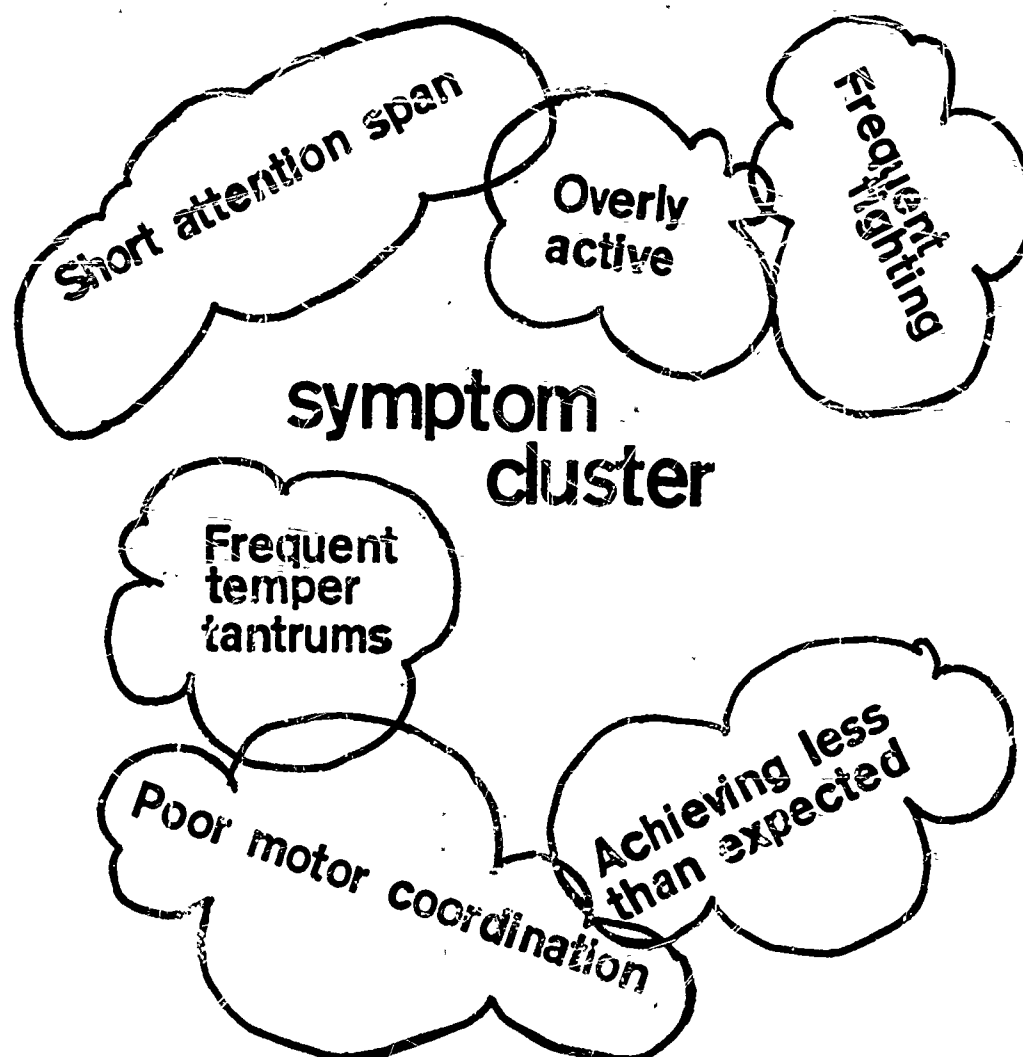 Short attention span
Overly
active
Frequent
fighting
symptom
cluster
Frequent
temper
tantrums
Poor motor coordination
Achieving less
than expected